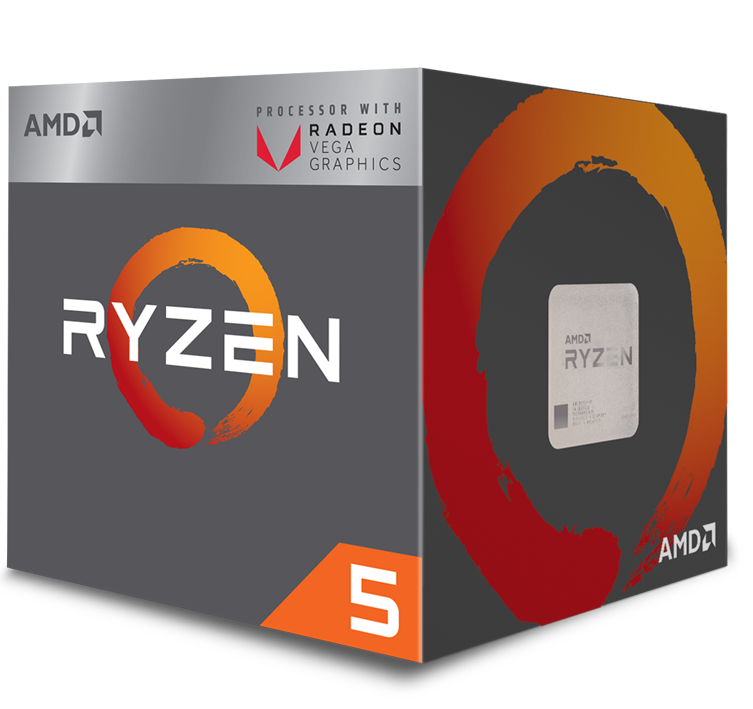 AMD
PROCESSOR WITH
RADEON
VEGA
GRAPHICS
RYZEN
5
AMD
RYZEN
AMD